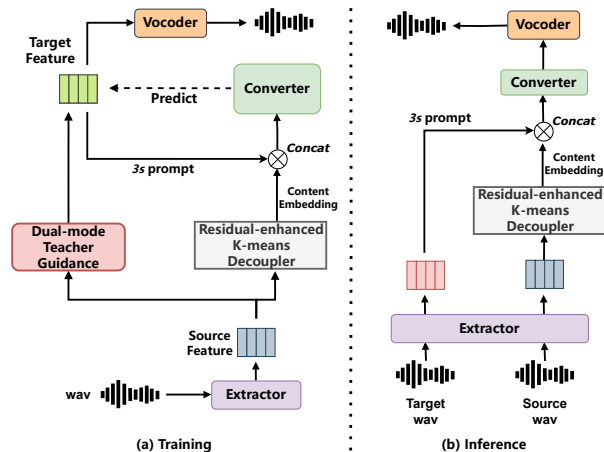 Vocoder
Target
Feature
Predict
Converter
Concat
3s prompt
Content
Embedding
Dual-mode
Teacher
Guidance
Residual-enhanced
K-means
Decoupler
Source
Feature
wav
Extractor
(a) Training
Vocoder
Converter
3s prompt
Concat
Content
Embedding
Residual-enhanced
K-means
Decoupler
Extractor
Target
wav
Source
wav
(b) Inference